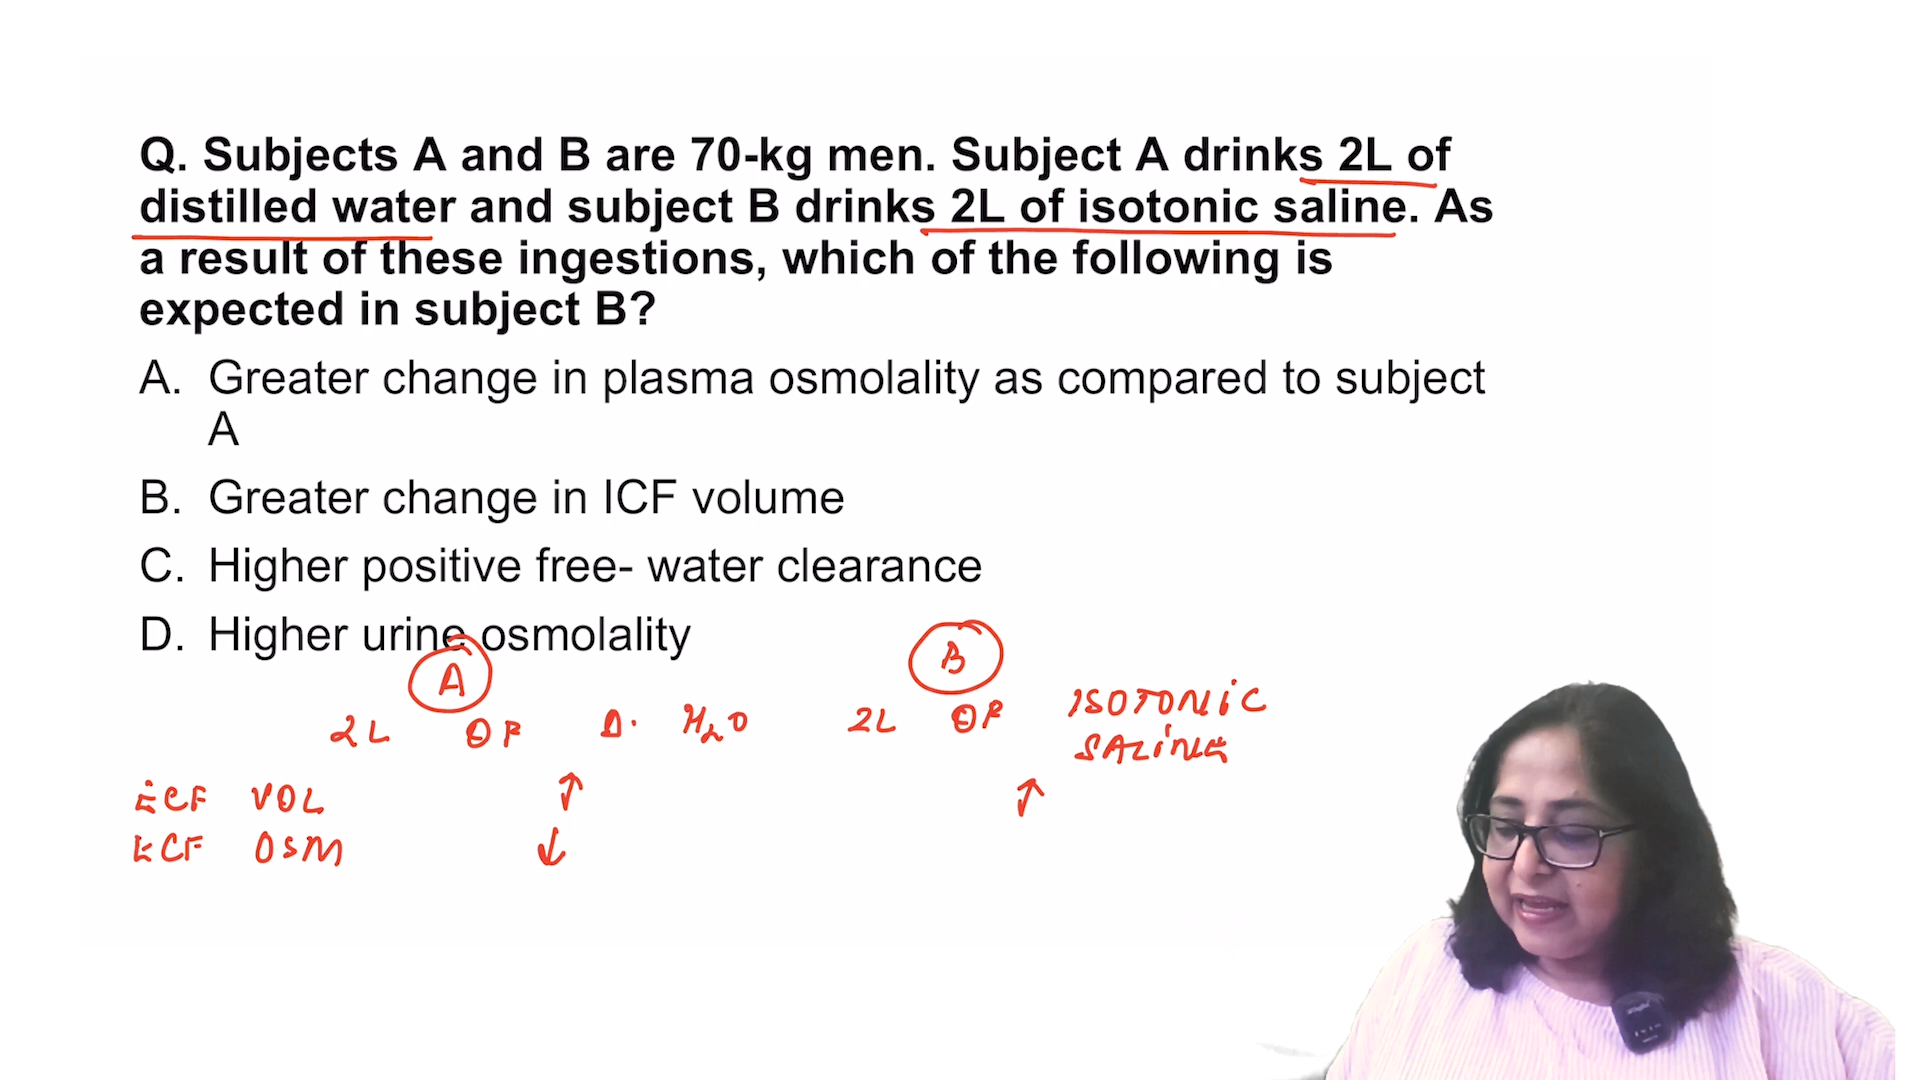 Q. Subjects A and B are 70-kg men. Subject A drinks 2L of
distilled water and subject B drinks 2L of isotonic saline. As
a result of these ingestions, which of the following is
expected in subject B?
A. Greater change in plasma osmolality as compared to subject
A
B. Greater change in ICF volume
C. Higher positive free- water clearance
D. Higher urine osmolality
A
B
2L OF D. H2O
2L OF ISOTONIC
SALINE
ECF VOL ↑ ↑
ECF OSM ↓